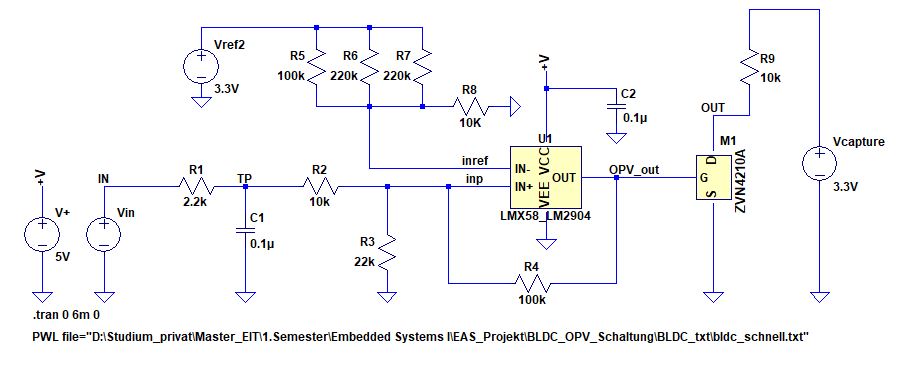 Vref2
3.3V
R5
100k
R6
220k
R7
220k
R8
10K
+V
C2
0.1µ
R9
10k
OUT
M1
D
G
S
ZVN4210A
Vcapture
3.3V
U1
inref
IN-
VCC
inp
IN+
VEE
OUT
OPV_out
LMX58_LM2904
+V
V+
5V
IN
Vin
R1
2.2k
TP
C1
0.1µ
R2
10k
R3
22k
R4
100k
.tran 0 6m 0
PWL file="D:\Studium_privat\Master_EIT\1.Semester\Embedded Systems I\EAS_Projekt\BLDC_OPV_Schaltung\BLDC_txt\bldc_schnell.txt"